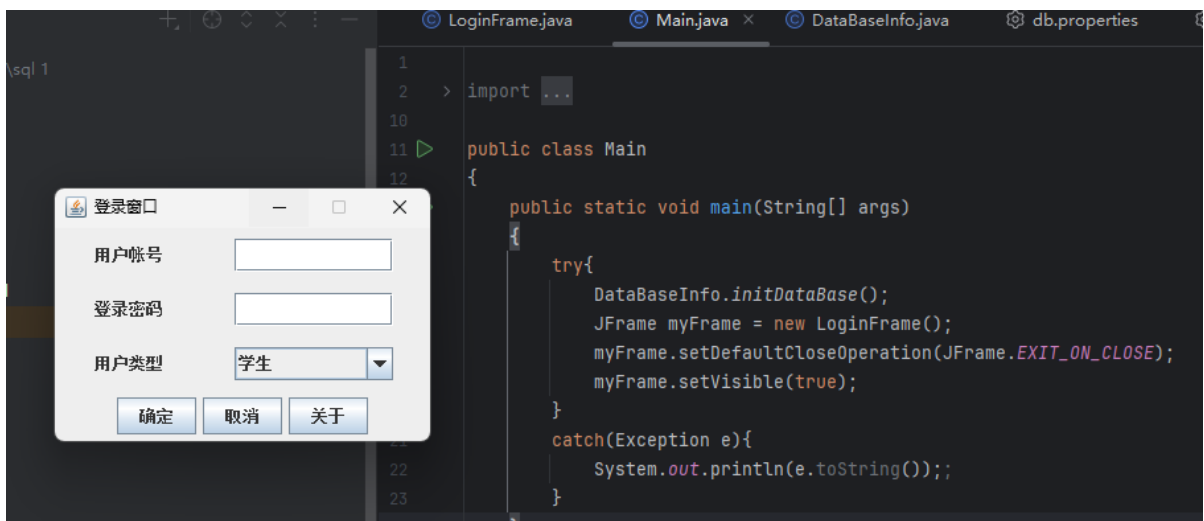 LoginFrame.java Main.java × DataBaseInfo.java db.properties
\sql 1
1
2 > import ...
10
11 public class Main
12 {
public static void main(String[] args)
{
try{
DataBaseInfo.initDataBase();
JFrame myFrame = new LoginFrame();
myFrame.setDefaultCloseOperation(JFrame.EXIT_ON_CLOSE);
myFrame.setVisible(true);
}
catch(Exception e){
22 System.out.println(e.toString());;
23 }
登录窗口
用户帐号
登录密码
用户类型 学生
确定 取消 关于